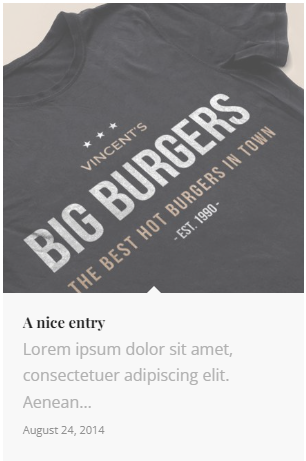 ★ ★ ★
VINCENT'S
BIG BURGERS
THE BEST HOT BURGERS IN TOWN
- EST. 1990 -
A nice entry
Lorem ipsum dolor sit amet,
consectetuer adipiscing elit.
Aenean...
August 24, 2014